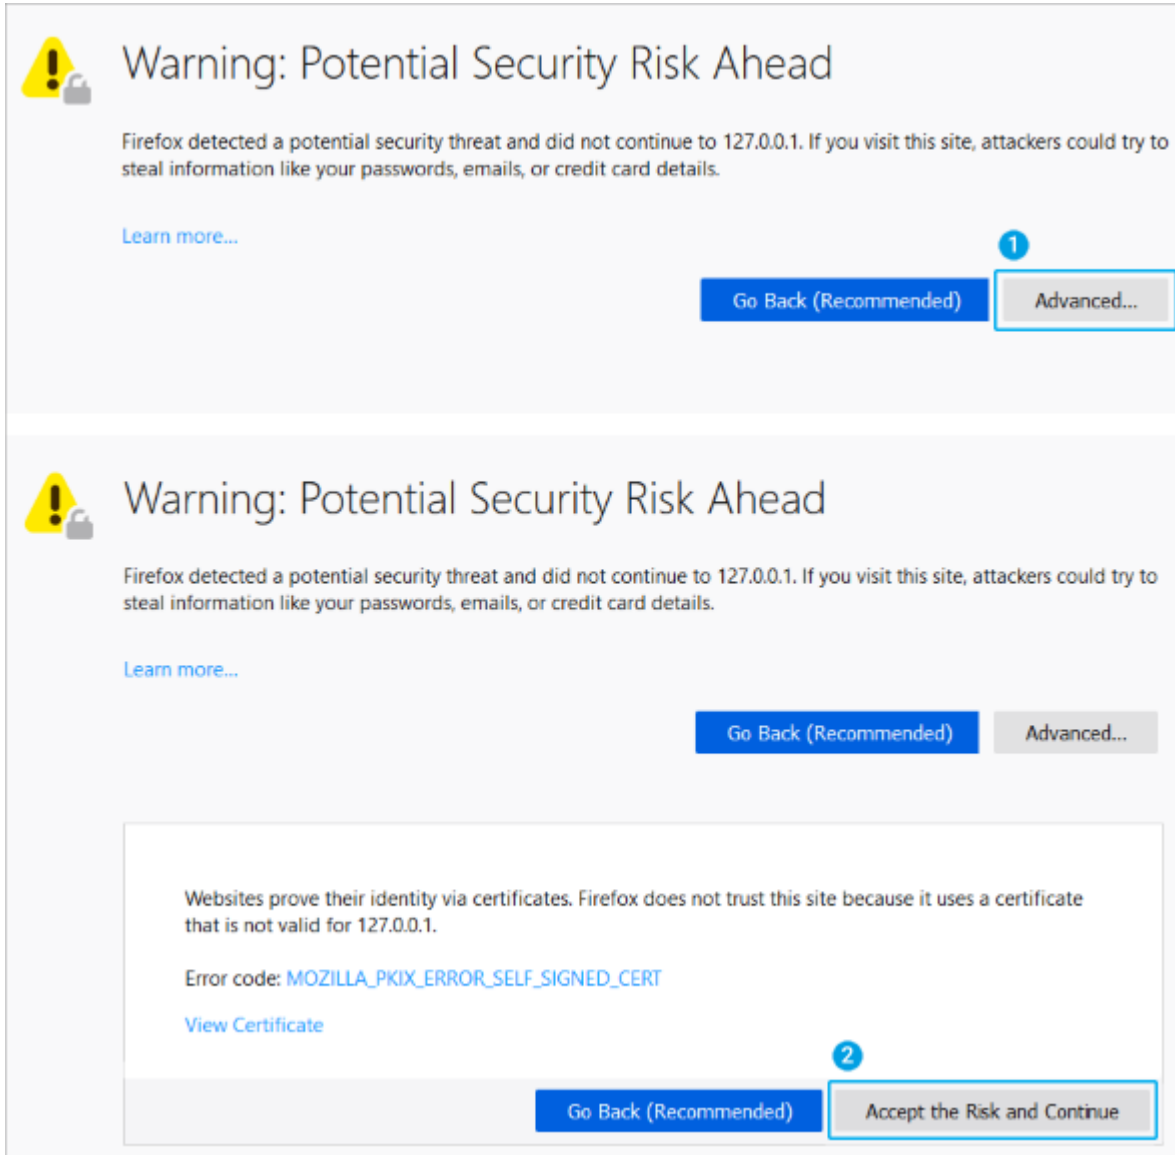 Warning: Potential Security Risk Ahead
Firefox detected a potential security threat and did not continue to 127.0.0.1. If you visit this site, attackers could try to
steal information like your passwords, emails, or credit card details.
Learn more...
1
Go Back (Recommended) Advanced...
Warning: Potential Security Risk Ahead
Firefox detected a potential security threat and did not continue to 127.0.0.1. If you visit this site, attackers could try to
steal information like your passwords, emails, or credit card details.
Learn more...
Go Back (Recommended) Advanced...
Websites prove their identity via certificates. Firefox does not trust this site because it uses a certificate
that is not valid for 127.0.0.1.
Error code: MOZILLA_PKIX_ERROR_SELF_SIGNED_CERT
View Certificate
2
Go Back (Recommended) Accept the Risk and Continue